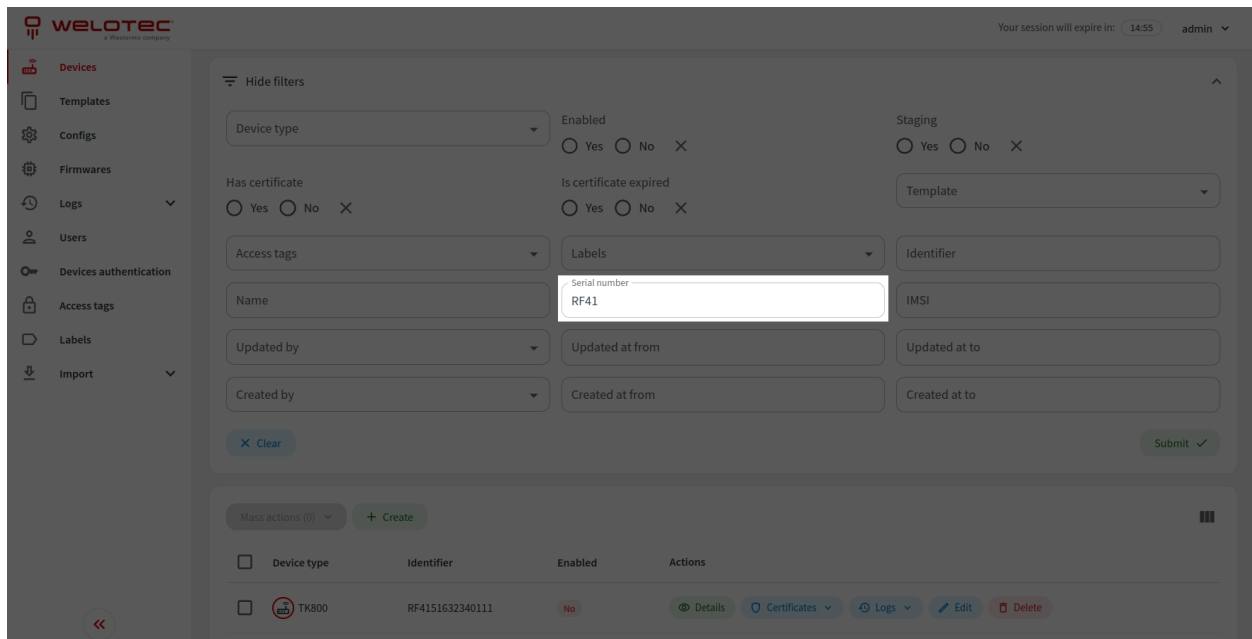 WELOTEC
a Westermo company
Your session will expire in: 14:55 admin
Devices
Templates
Configs
Firmwares
Logs
Users
Devices authentication
Access tags
Labels
Import
Hide filters
Device type
Enabled
Yes No
Staging
Yes No
Has certificate
Yes No
Is certificate expired
Yes No
Template
Access tags Labels Identifier
Serial number
Name RF41 IMSI
Updated by Updated at from Updated at to
Created by Created at from Created at to
Clear Submit
Mass actions (0) + Create
Device type Identifier Enabled Actions
TK800 RF4151632340111 No Details Certificates Logs Edit Delete